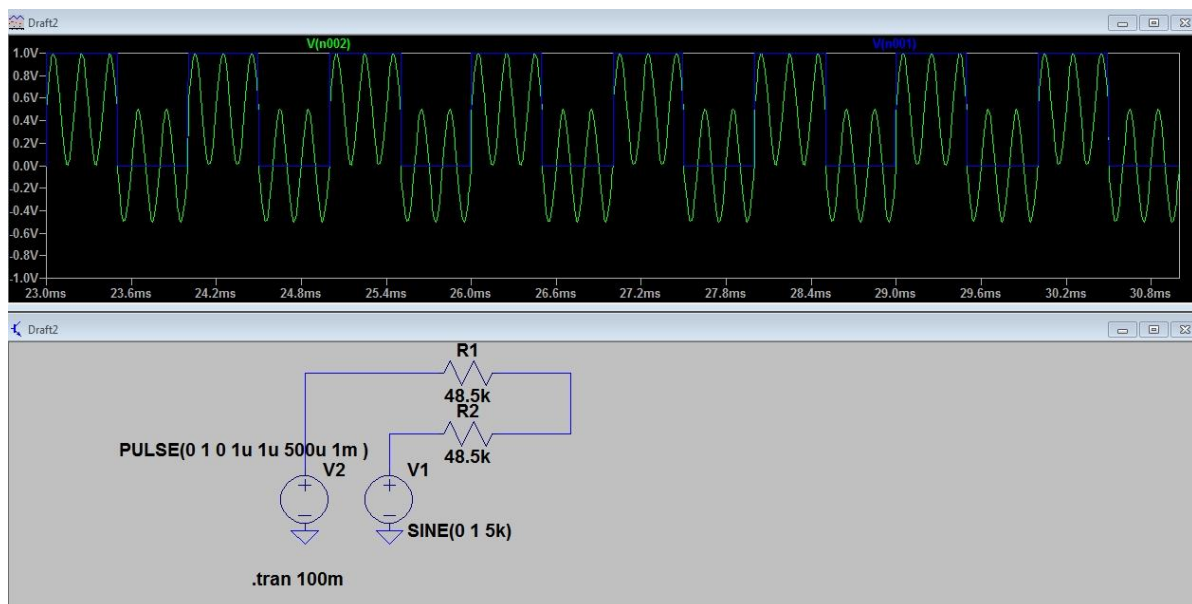 Draft2
V(n002) V(n001)
1.0V
0.8V
0.6V
0.4V
0.2V
0.0V
-0.2V
-0.4V
-0.6V
-0.8V
-1.0V
23.0ms 23.6ms 24.2ms 24.8ms 25.4ms 26.0ms 26.6ms 27.2ms 27.8ms 28.4ms 29.0ms 29.6ms 30.2ms 30.8ms
Draft2
R1
48.5k
R2
48.5k
PULSE(0 1 0 1u 1u 500u 1m )
V2 V1
SINE(0 1 5k)
.tran 100m